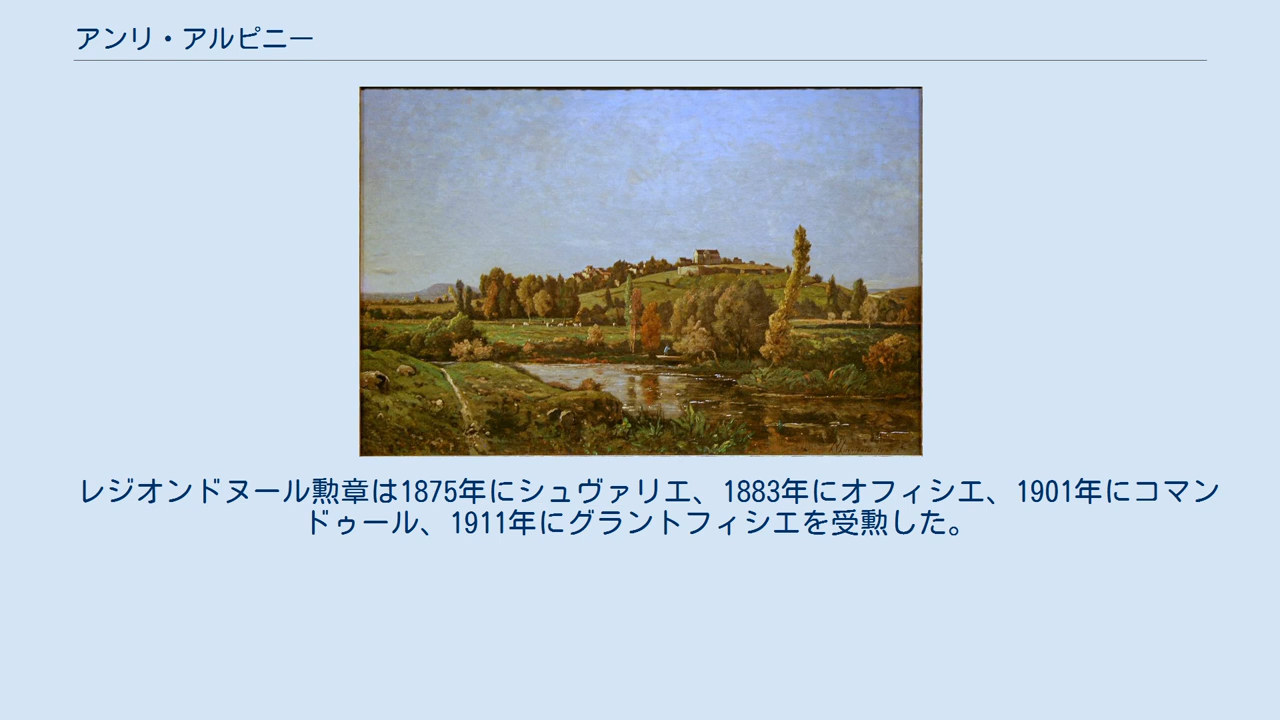 アンリ・アルピニー
レジオンドヌール勲章は1875年にシュヴァリエ、1883年にオフィシエ、1901年にコマン
ドゥール、1911年にグラントフィシエを受勲した。